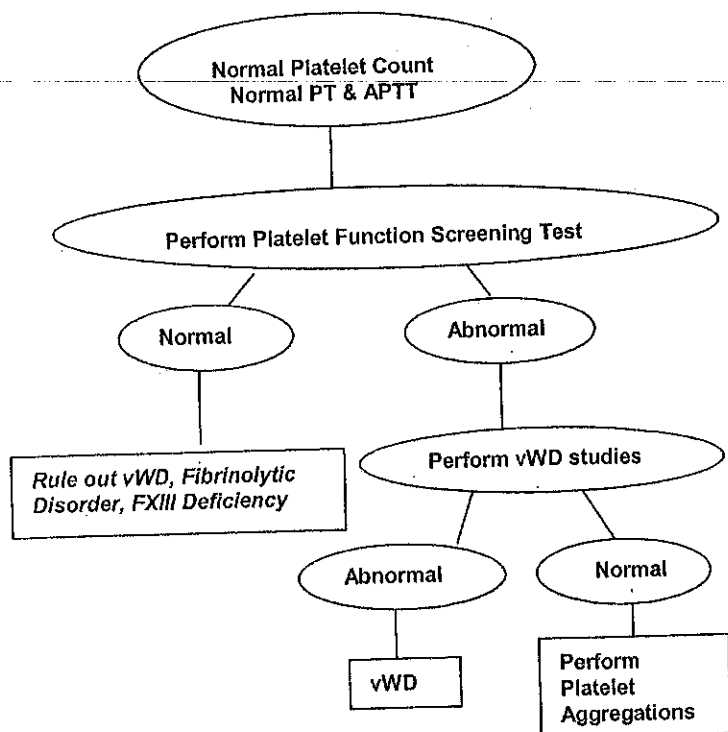 Normal Platelet Count
Normal PT & APTT
Perform Platelet Function Screening Test
Normal
Abnormal
Rule out vWD, Fibrinolytic
Disorder, FXIII Deficiency
Perform vWD studies
Abnormal
Normal
vWD
Perform
Platelet
Aggregations